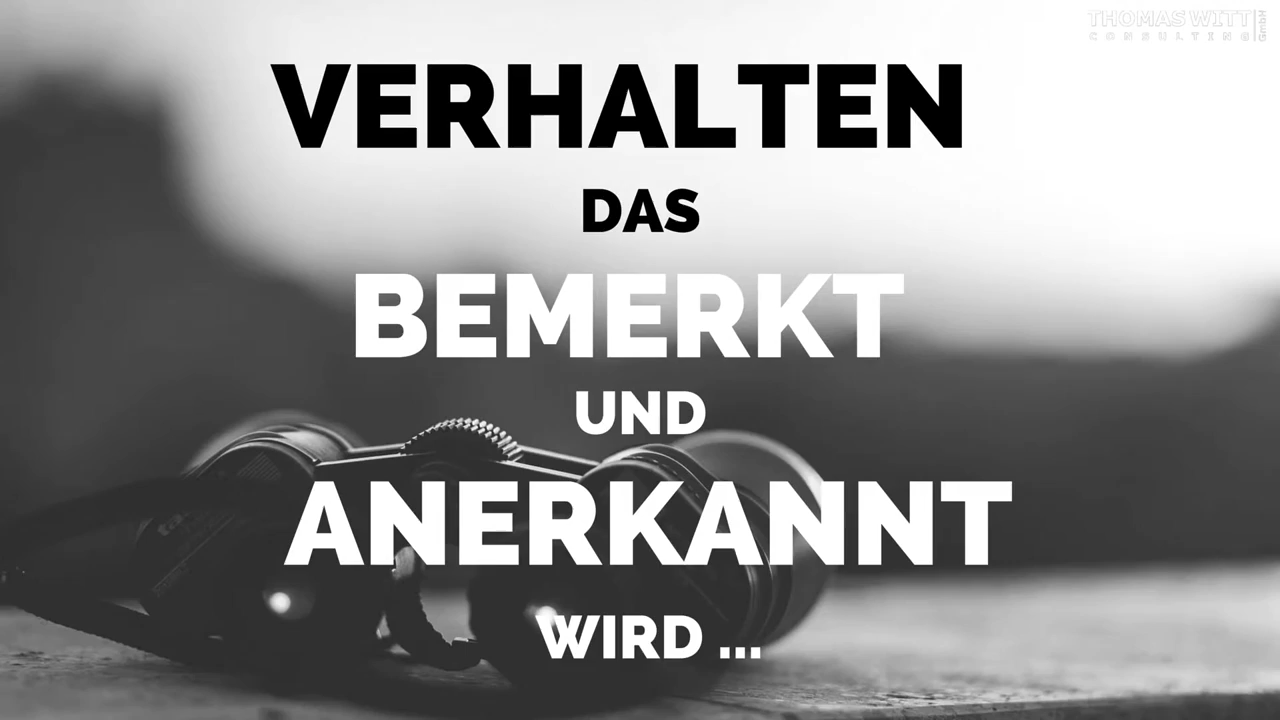 THOMAS WITT GmbH
CONSULTING
VERHALTEN
DAS
BEMERKT
UND
ANERKANNT
WIRD ...